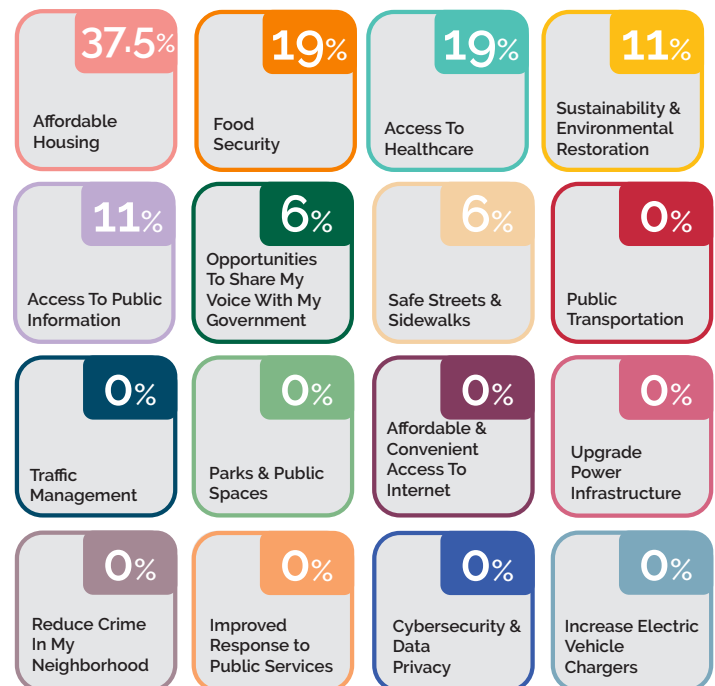 37.5%
Affordable
Housing
19%
Food
Security
19%
Access To
Healthcare
11%
Sustainability &
Environmental
Restoration
11%
Access To Public
Information
6%
Opportunities
To Share My
Voice With My
Government
6%
Safe Streets &
Sidewalks
0%
Public
Transportation
0%
Traffic
Management
0%
Parks & Public
Spaces
0%
Affordable &
Convenient
Access To
Internet
0%
Upgrade
Power
Infrastructure
0%
Reduce Crime
In My
Neighborhood
0%
Improved
Response to
Public Services
0%
Cybersecurity &
Data
Privacy
0%
Increase Electric
Vehicle
Chargers